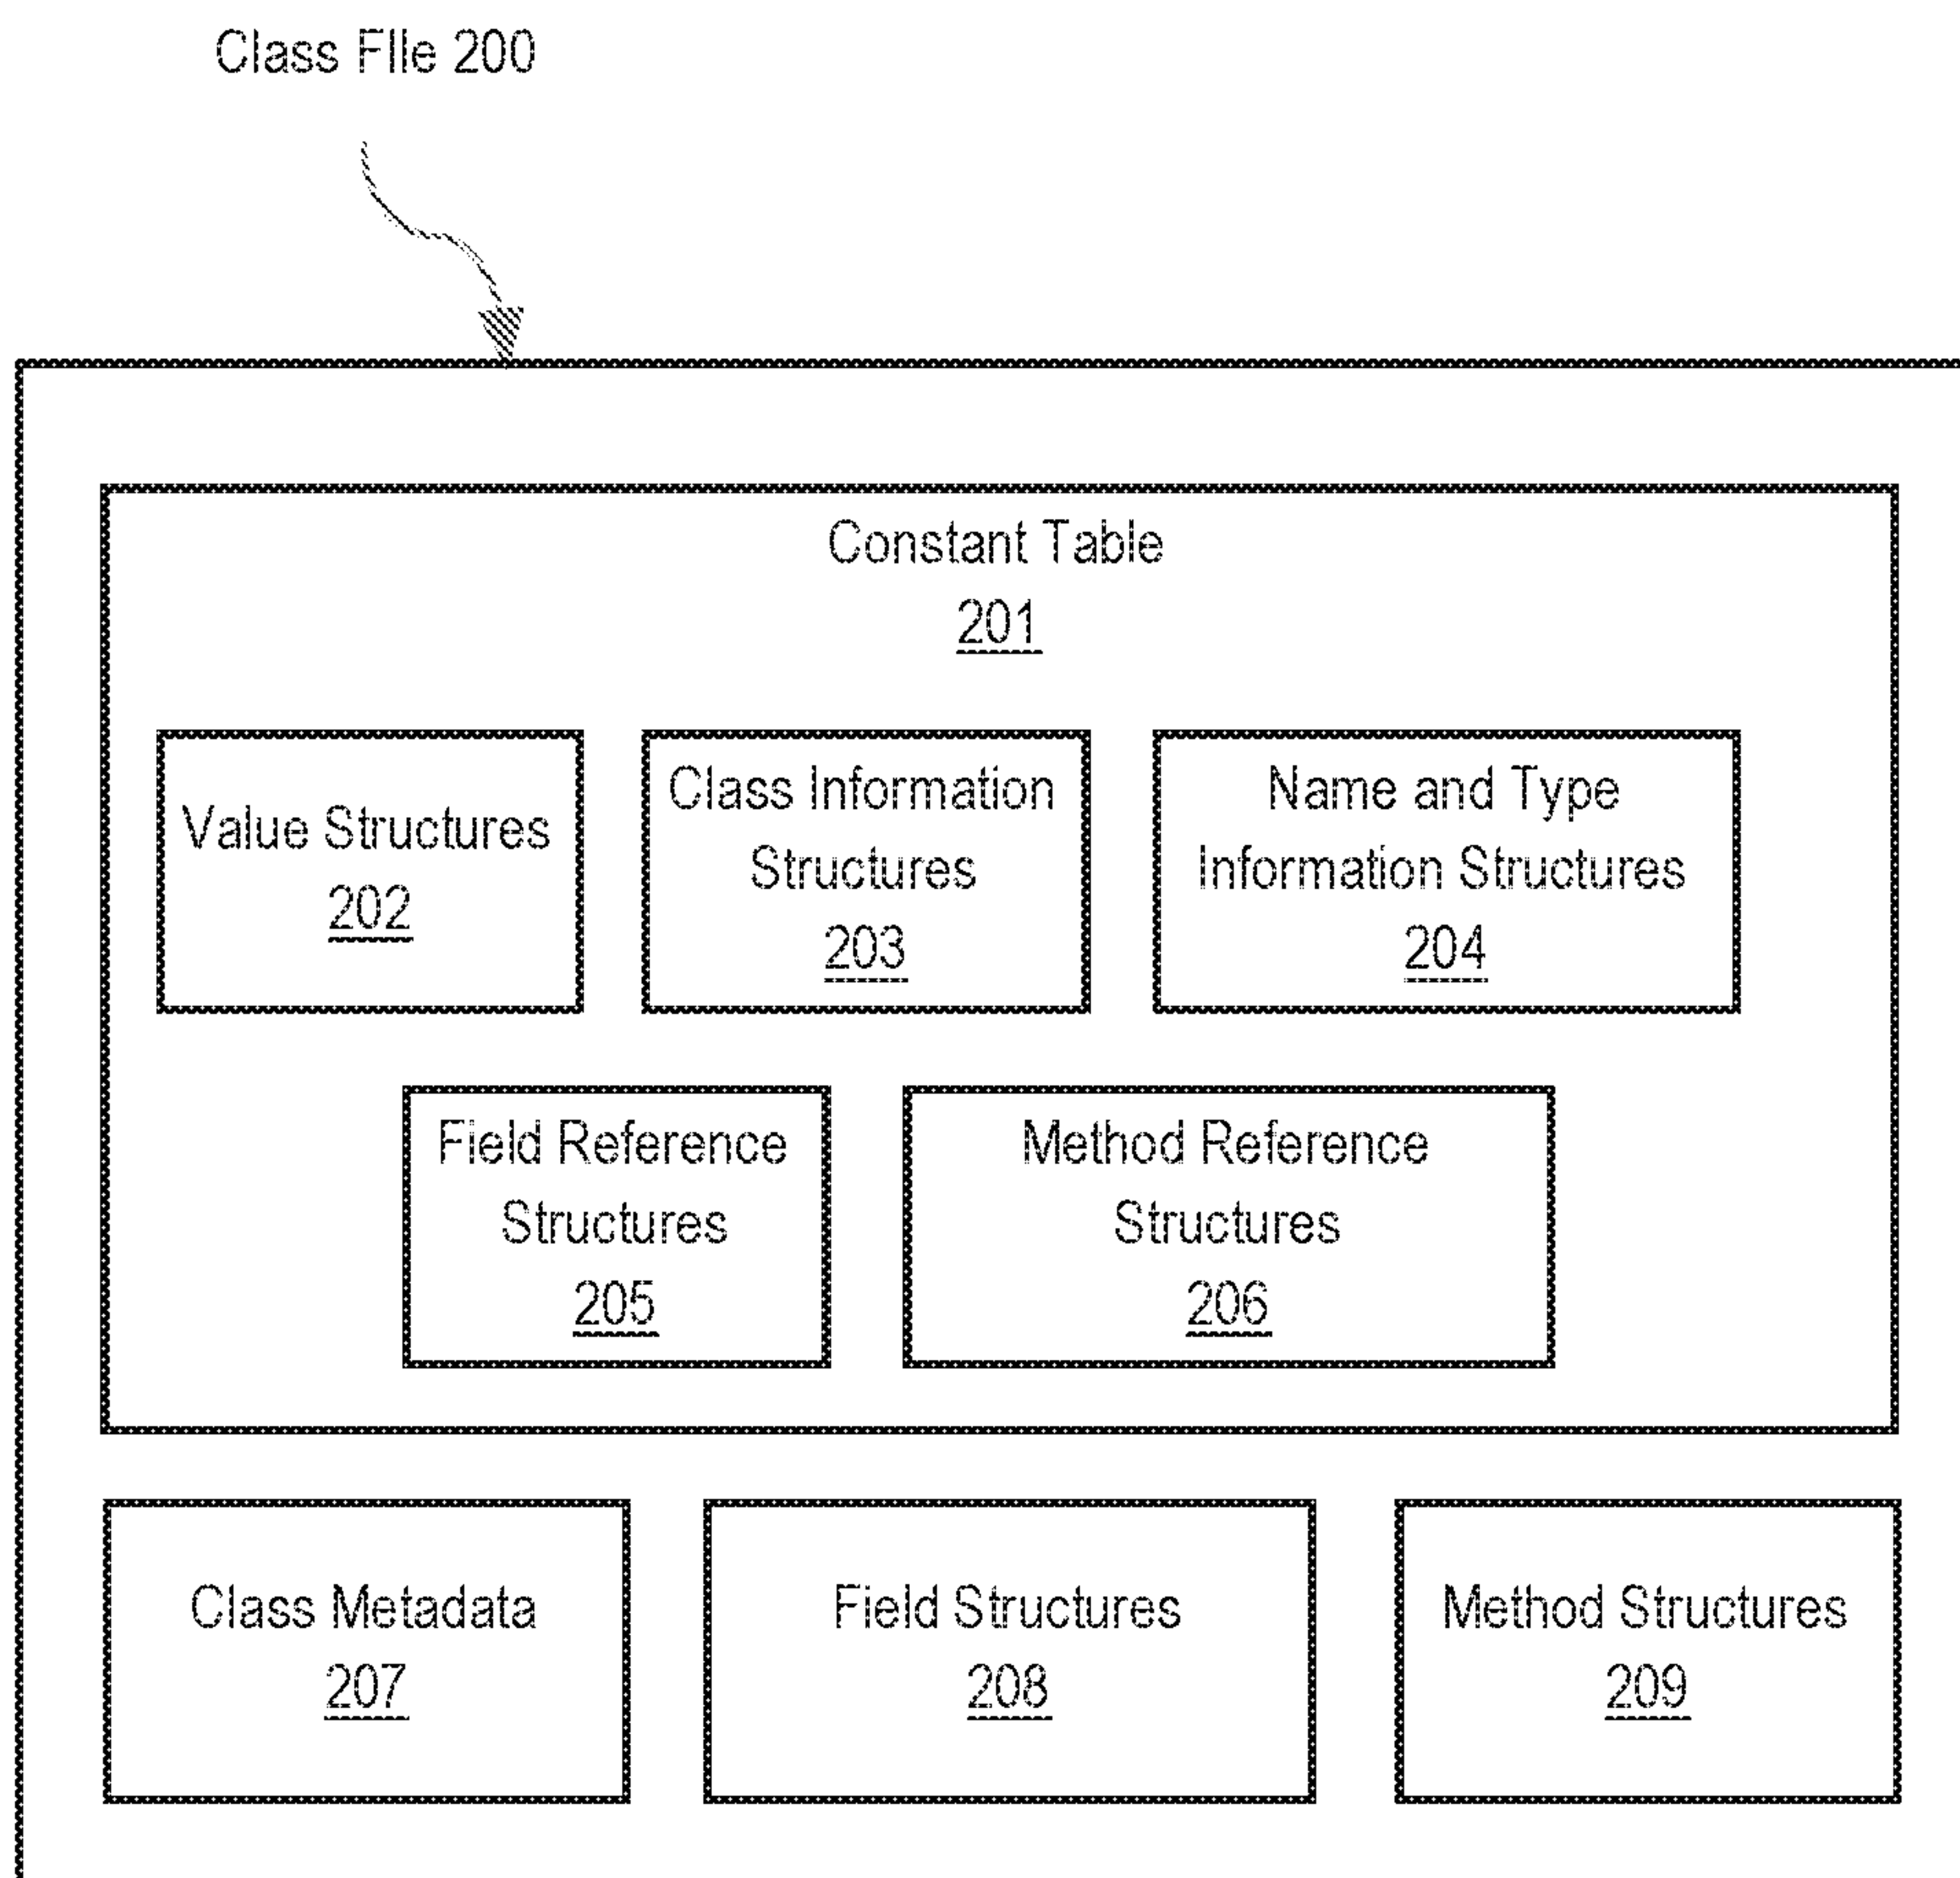 Class FIle 200
Constant Table
201
Value Structures
202
Class Information
Structures
203
Name and Type
Information Structures
204
Field Reference
Structures
205
Method Reference
Structures
206
Class Metadata
207
Field Structures
208
Method Structures
209